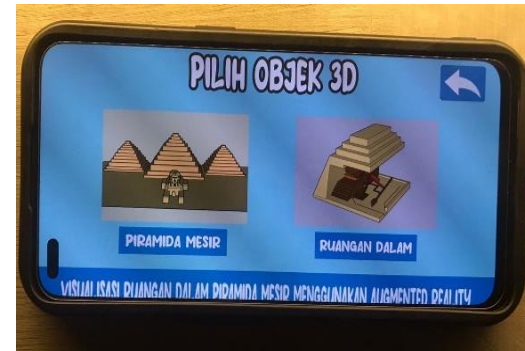 PILIH OBJEK 3D
PIRAMIDA MESIR
RUANGAN DALAM
VISUALISASI RUANGAN DALAM PIRAMIDA MESIR MENGGUNAKAN AUGMENTED REALITY